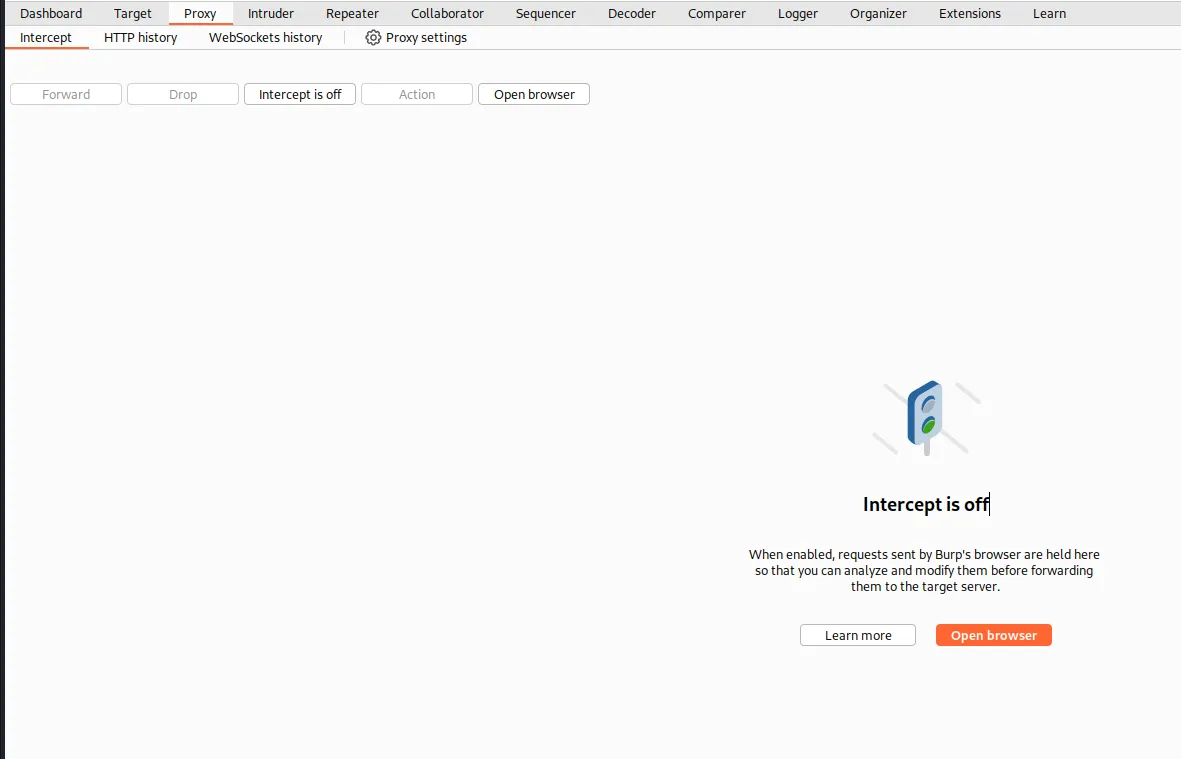 Dashboard Target Proxy Intruder Repeater Collaborator Sequencer Decoder Comparer Logger Organizer Extensions Learn
Intercept HTTP history WebSockets history Proxy settings
Forward Drop Intercept is off Action Open browser
Intercept is off
When enabled, requests sent by Burp's browser are held here
so that you can analyze and modify them before forwarding
them to the target server.
Learn more Open browser